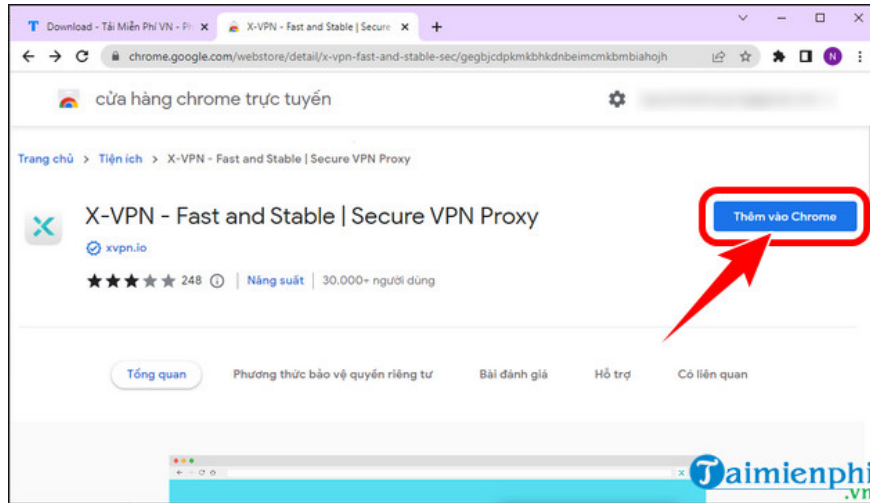 Download - Tải Miễn Phí VN - Ph
X-VPN - Fast and Stable | Secure
chrome.google.com/webstore/detail/x-vpn-fast-and-stable-sec/gegbjcdpkmkbhkdnbeimcmkbmbiahojh
N
cửa hàng chrome trực tuyến
Trang chủ > Tiện ích > X-VPN - Fast and Stable | Secure VPN Proxy
X-VPN - Fast and Stable | Secure VPN Proxy
Thêm vào Chrome
xvpn.io
248 | Năng suất | 30.000+ người dùng
Tổng quan Phương thức bảo vệ quyền riêng tư Bài đánh giá Hỗ trợ Có liên quan
Taimienphi
.vn